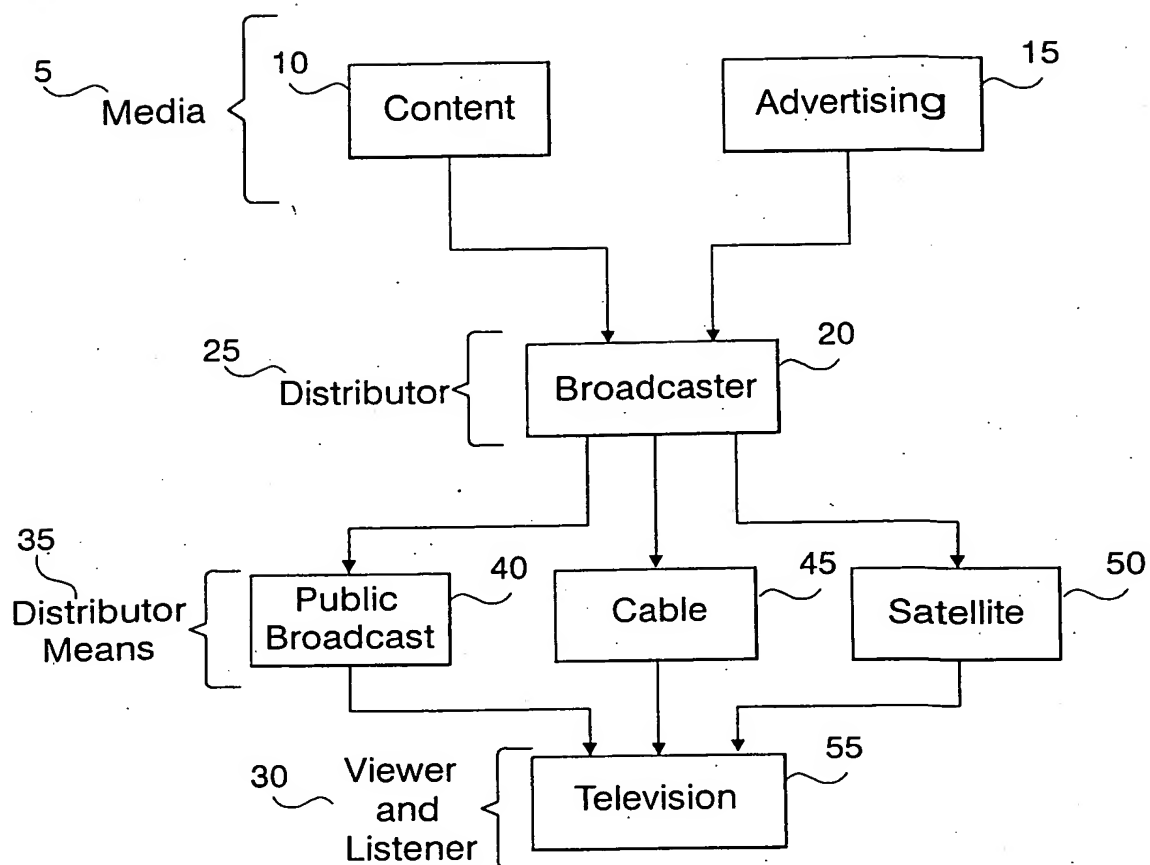 5
Media
10
Content
15
Advertising
25
Distributor
20
Broadcaster
35
Distributor
Means
40
Public
Broadcast
45
Cable
50
Satellite
30
Viewer
and
Listener
55
Television